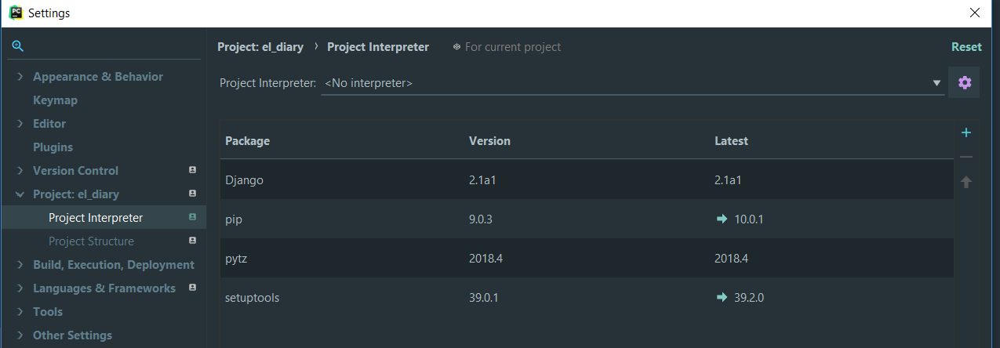 PC Settings
Project: el_diary › Project Interpreter For current project Reset
Appearance & Behavior
Project Interpreter: <No interpreter>
Keymap
Editor
Package Version Latest
Plugins
Version Control
Django 2.1a1 2.1a1
Project: el_diary
Project Interpreter
pip 9.0.3 10.0.1
Project Structure
pytz 2018.4 2018.4
Build, Execution, Deployment
Languages & Frameworks
setuptools 39.0.1 39.2.0
Tools
Other Settings